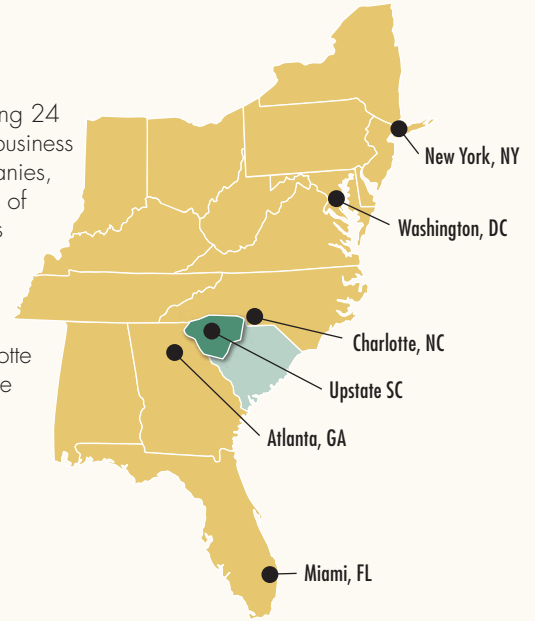 ng 24
business
anies,
of
s
otte
e
New York, NY
Washington, DC
Charlotte, NC
Upstate SC
Atlanta, GA
Miami, FL